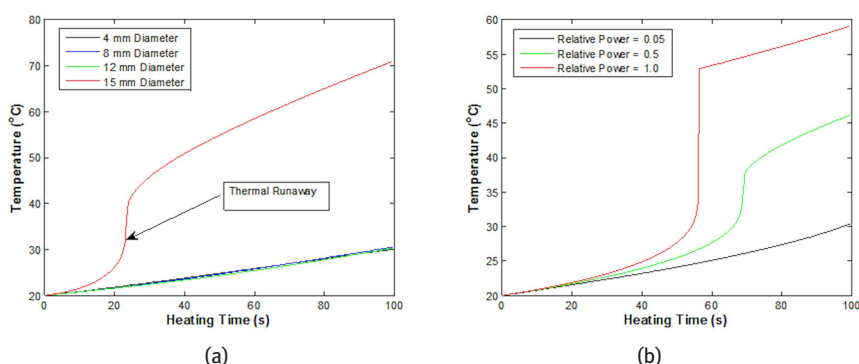 80
70
60
50
40
30
20
0
20
40
60
80
100
Temperature (°C)
Heating Time (s)
4 mm Diameter
8 mm Diameter
12 mm Diameter
15 mm Diameter
Thermal Runaway
(a)
60
55
50
45
40
35
30
25
20
0
20
40
60
80
100
Temperature (°C)
Heating Time (s)
Relative Power = 0.05
Relative Power = 0.5
Relative Power = 1.0
(b)